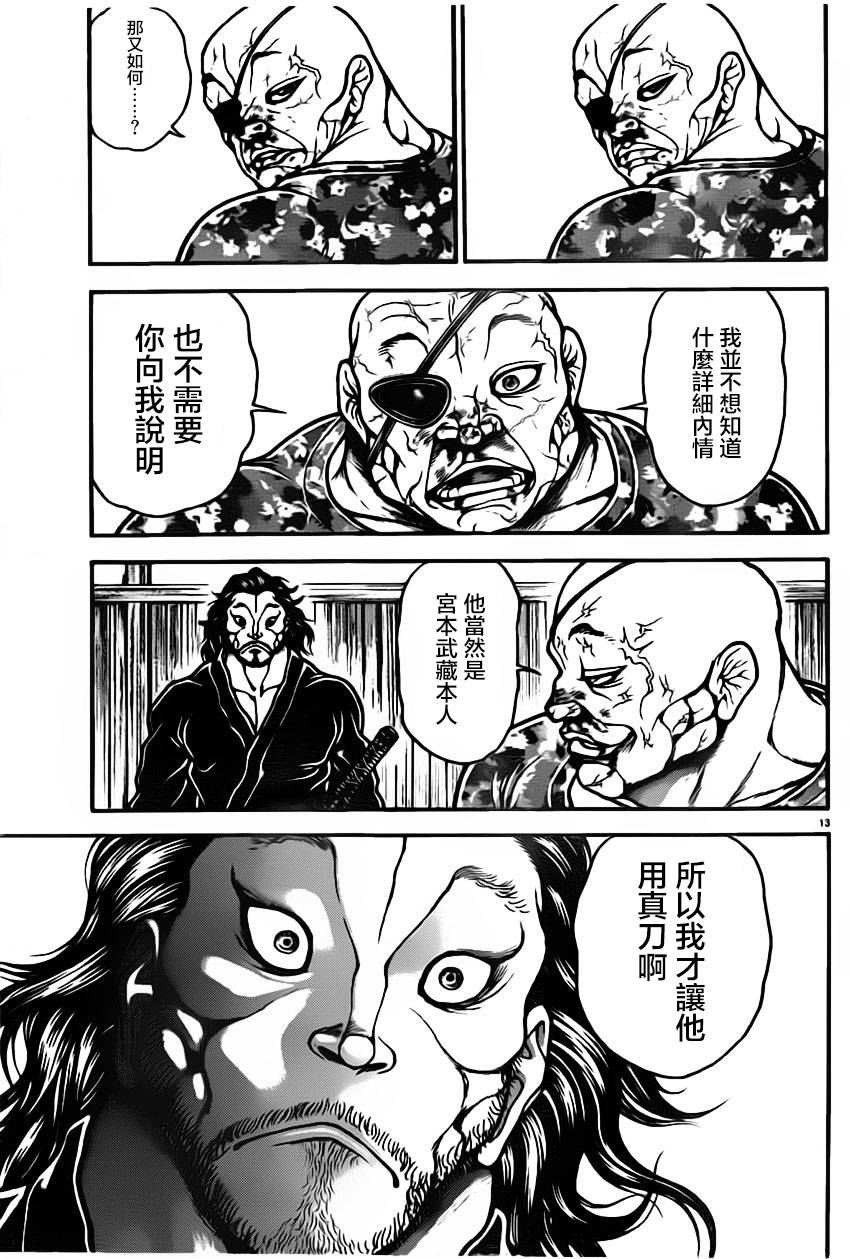 那又如何……？
我並不想知道
什麼詳細內情
也不需要
你向我說明
他當然是
宮本武藏本人
13
所以我才讓他
用真刀啊